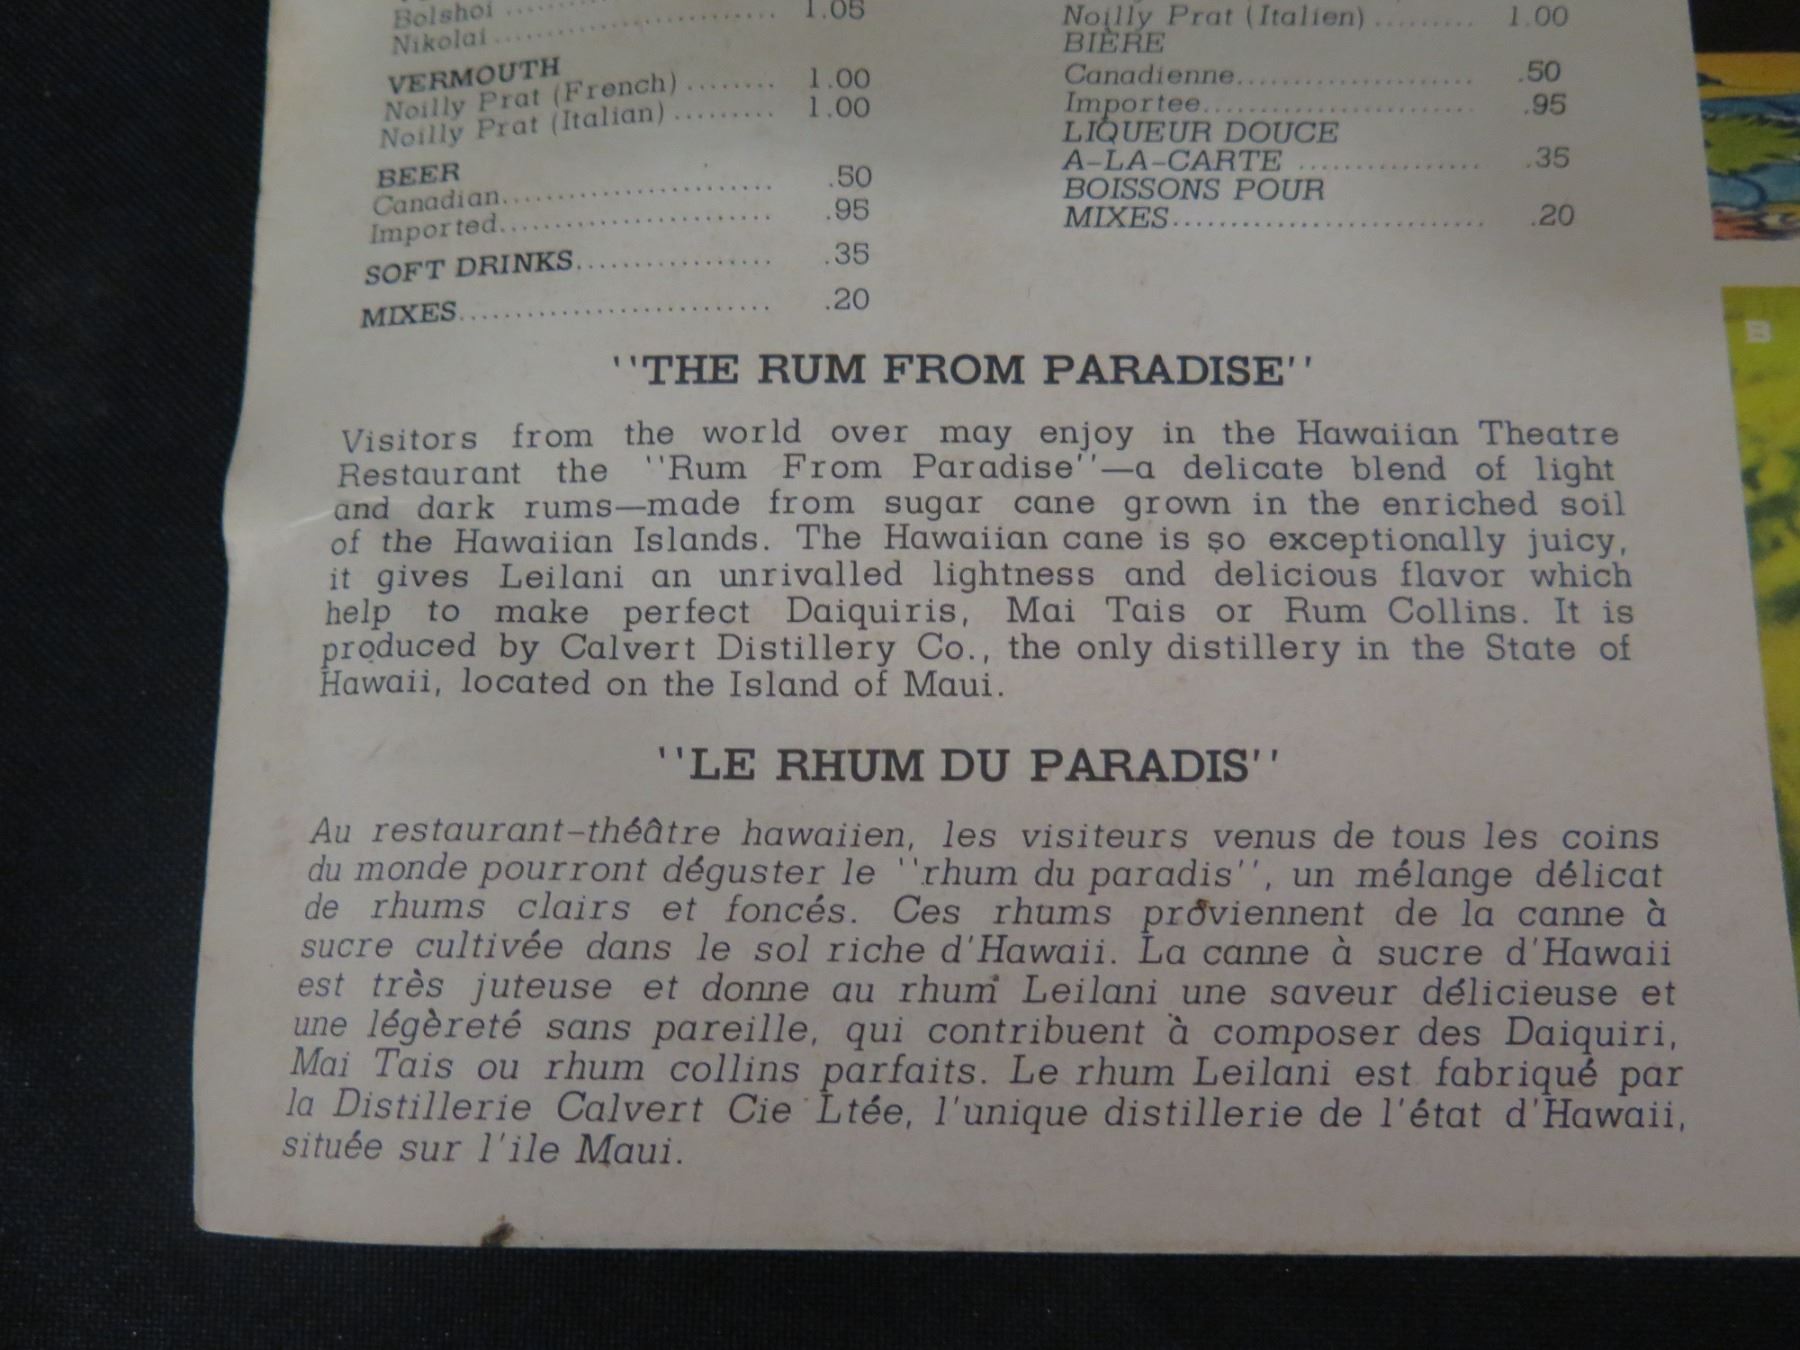 Bolshoi ..................... 1.05
Nikolai .....................
VERMOUTH
Noilly Prat (French) ........ 1.00
Noilly Prat (Italian) ......... 1.00
BEER
Canadian......................... .50
Imported......................... .95
SOFT DRINKS................. .35
MIXES........................... .20
Noilly Prat (Italien) ......... 1.00
BIÈRE
Canadienne..................... .50
Importee........................ .95
LIQUEUR DOUCE
A-LA-CARTE ................ .35
BOISSONS POUR
MIXES........................... .20
"THE RUM FROM PARADISE"
Visitors from the world over may enjoy in the Hawaiian Theatre
Restaurant the "Rum From Paradise"—a delicate blend of light
and dark rums—made from sugar cane grown in the enriched soil
of the Hawaiian Islands. The Hawaiian cane is so exceptionally juicy,
it gives Leilani an unrivalled lightness and delicious flavor which
help to make perfect Daiquiris, Mai Tais or Rum Collins. It is
produced by Calvert Distillery Co., the only distillery in the State of
Hawaii, located on the Island of Maui.
"LE RHUM DU PARADIS"
Au restaurant-théâtre hawaiien, les visiteurs venus de tous les coins
du monde pourront déguster le "rhum du paradis", un mélange délicat
de rhums clairs et foncés. Ces rhums proviennent de la canne à
sucre cultivée dans le sol riche d'Hawaii. La canne à sucre d'Hawaii
est très juteuse et donne au rhum Leilani une saveur délicieuse et
une légèreté sans pareille, qui contribuent à composer des Daiquiri,
Mai Tais ou rhum collins parfaits. Le rhum Leilani est fabriqué par
la Distillerie Calvert Cie Ltée, l'unique distillerie de l'état d'Hawaii,
située sur l'ile Maui.
B